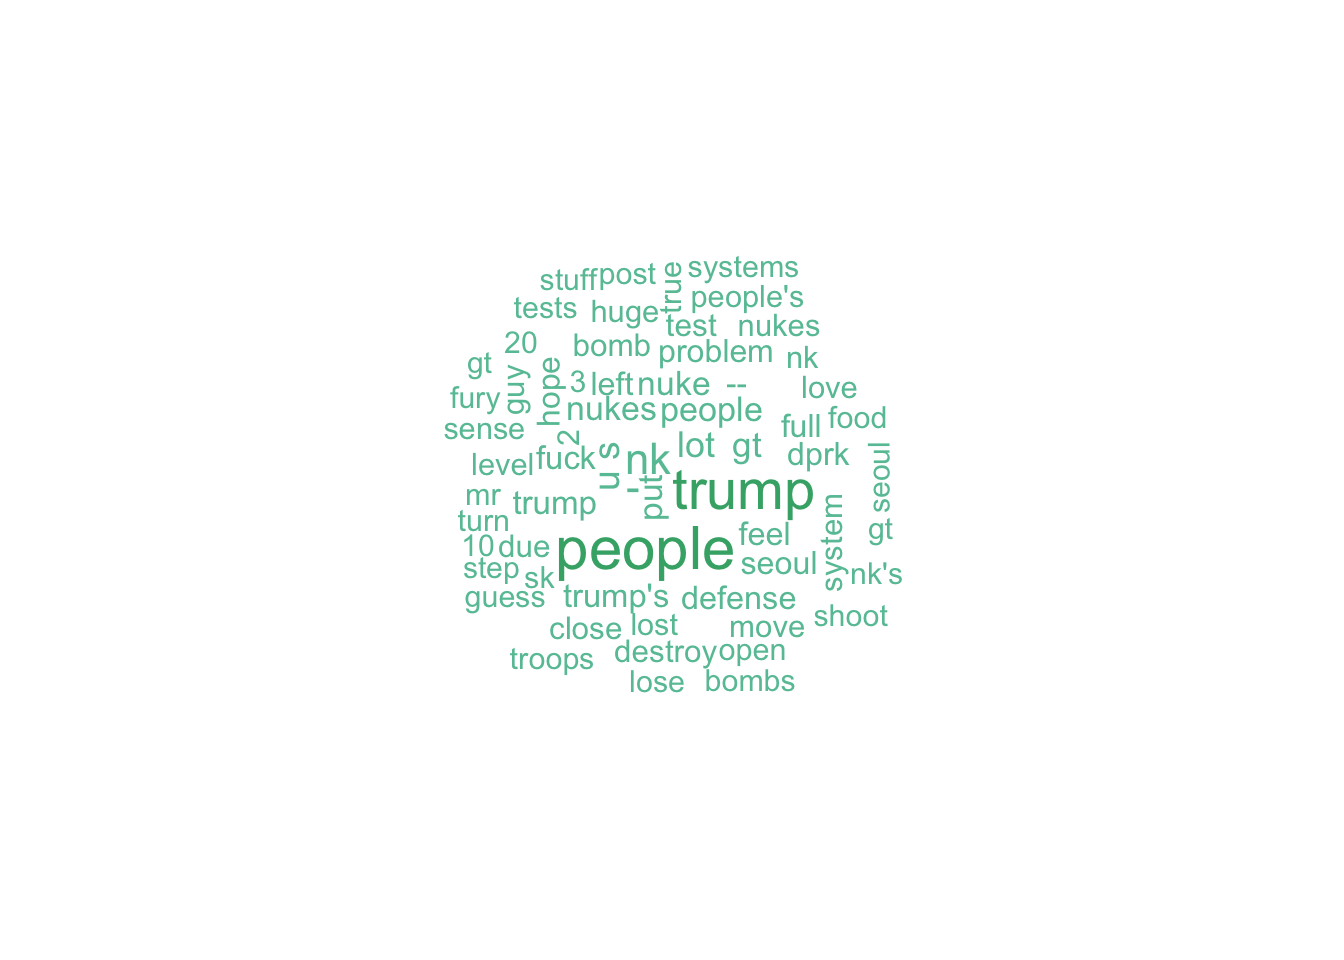 systems
stuff
post
true
people's
tests
huge
test
nukes
20
bomb
problem
nk
gt
guy
hope
3
left
nuke
--
love
fury
nukes
people
full
food
sense
2
u s
lot
gt
dprk
seoul
level
fuck
nk
-
put
trump
mr
trump
system
turn
gt
10
due
people
feel
seoul
step
sk
nk's
guess
trump's
defense
shoot
close
lost
move
troops
destroy
open
lose
bombs